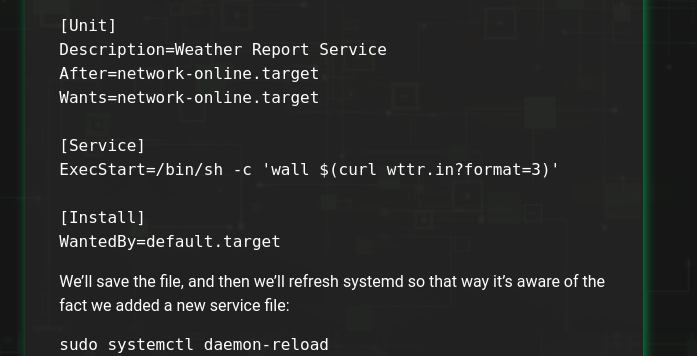 [Unit]
Description=Weather Report Service
After=network-online.target
Wants=network-online.target
[Service]
ExecStart=/bin/sh -c 'wall $(curl wttr.in?format=3)'
[Install]
WantedBy=default.target
We’ll save the file, and then we’ll refresh systemd so that way it’s aware of the
fact we added a new service file:
sudo systemctl daemon-reload